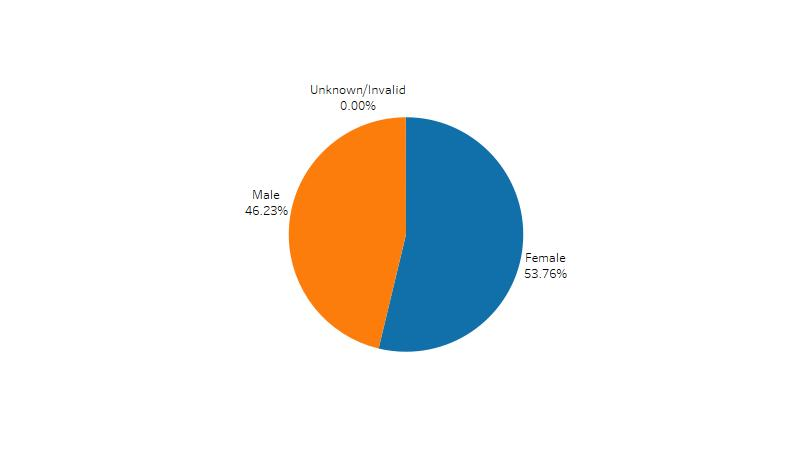 Unknown/Invalid
0.00%
Male
46.23%
Female
53.76%